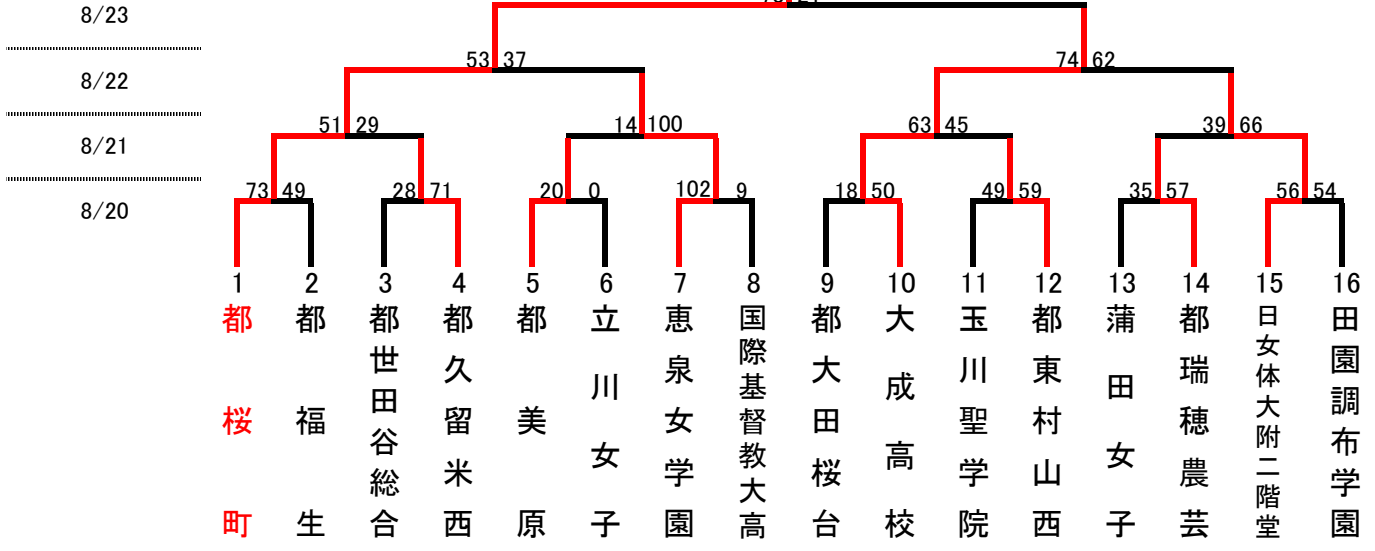 8/23
53 37
74 62
8/22
51 29
14 100
63 45
39 66
8/21
73 49
28 71
20 0
102 9
18 50
49 59
35 57
56 54
8/20
1 2 3 4 5 6 7 8 9 10 11 12 13 14 15 16
都桜町
都福生
都世田谷総合
都久留米西
都美原
立川女子
恵泉女学園
国際基督教大高
都大田桜台
大成高校
玉川聖学院
都東村山西
蒲田女子
都瑞穂農芸
日女体大附二階堂
田園調布学園